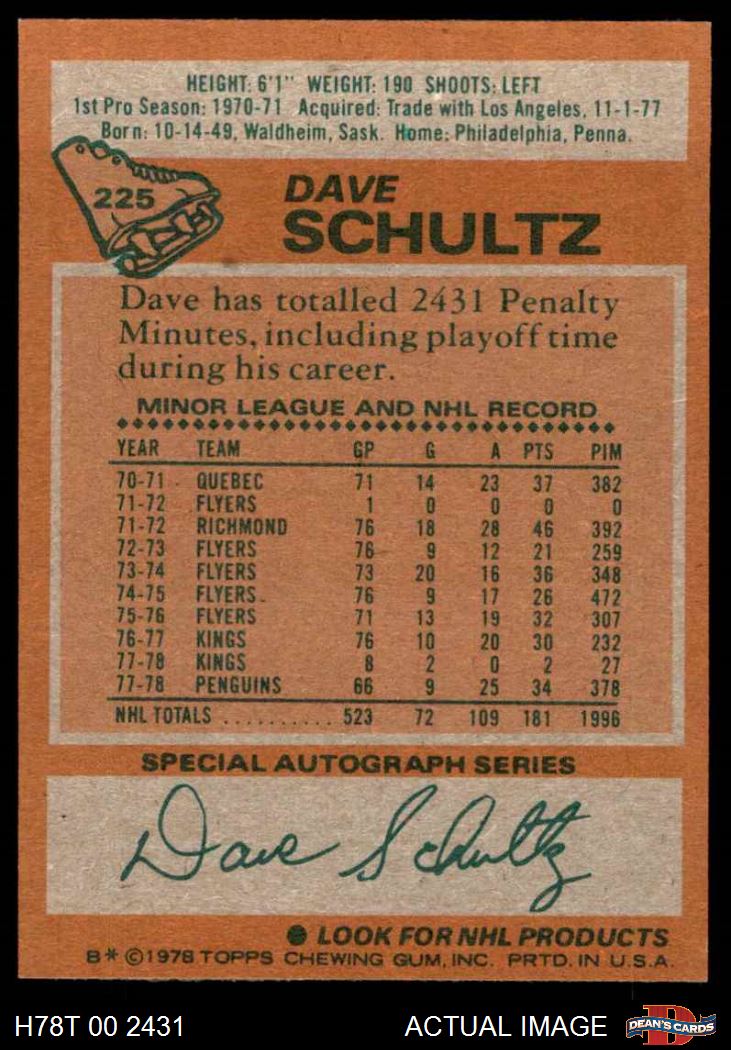 HEIGHT: 6'1" WEIGHT: 190 SHOOTS: LEFT
1st Pro Season: 1970-71 Acquired: Trade with Los Angeles, 11-1-77
Born: 10-14-49, Waldheim, Sask. Home: Philadelphia, Penna.
225
DAVE
SCHULTZ
Dave has totalled 2431 Penalty
Minutes, including playoff time
during his career.
MINOR LEAGUE AND NHL RECORD
YEAR TEAM GP G A PTS PIM
70-71 QUEBEC 71 14 23 37 382
71-72 FLYERS 1 0 0 0 0
71-72 RICHMOND 76 18 28 46 392
72-73 FLYERS 76 9 12 21 259
73-74 FLYERS 73 20 16 36 348
74-75 FLYERS 76 9 17 26 472
75-76 FLYERS 71 13 19 32 307
76-77 KINGS 76 10 20 30 232
77-78 KINGS 8 2 0 2 27
77-78 PENGUINS 66 9 25 34 378
NHL TOTALS .......... 523 72 109 181 1996
SPECIAL AUTOGRAPH SERIES
Dave Schultz
● LOOK FOR NHL PRODUCTS
B* © 1978 TOPPS CHEWING GUM, INC. PRTD. IN U.S.A.
H78T 00 2431 ACTUAL IMAGE D DEAN'S CARDS